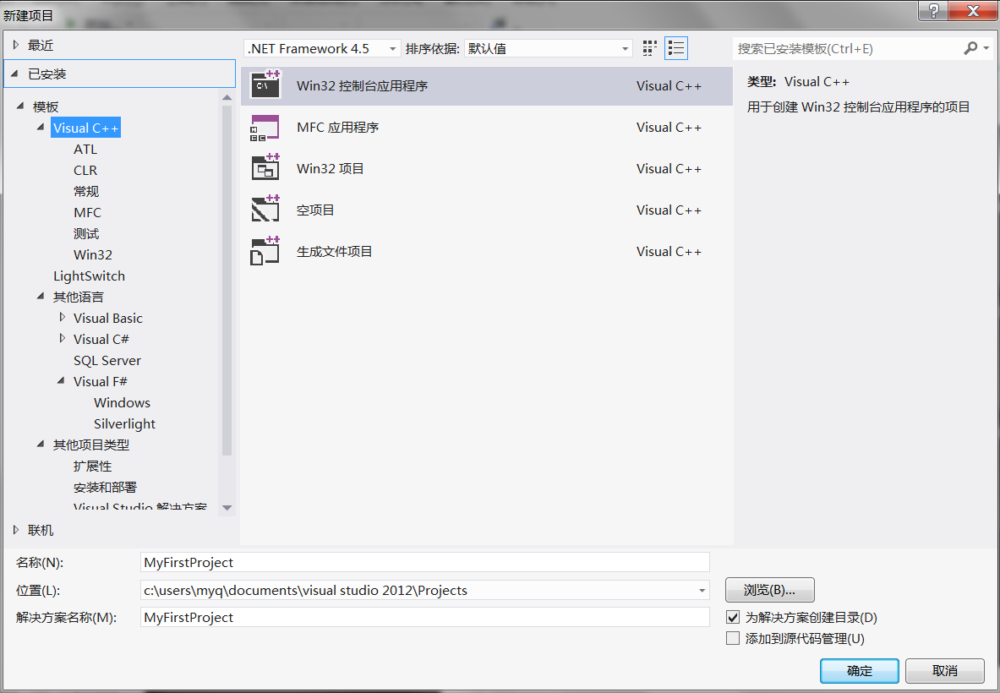 新建项目
最近
已安装
模板
Visual C++
ATL
CLR
常规
MFC
测试
Win32
LightSwitch
其他语言
Visual Basic
Visual C#
SQL Server
Visual F#
Windows
Silverlight
其他项目类型
扩展性
安装和部署
Visual Studio 解决方案
联机
.NET Framework 4.5 排序依据: 默认值
Win32 控制台应用程序 Visual C++
MFC 应用程序 Visual C++
Win32 项目 Visual C++
空项目 Visual C++
生成文件项目 Visual C++
搜索已安装模板(Ctrl+E)
类型: Visual C++
用于创建 Win32 控制台应用程序的项目
名称(N): MyFirstProject
位置(L): c:\users\myq\documents\visual studio 2012\Projects 浏览(B)...
解决方案名称(M): MyFirstProject 为解决方案创建目录(D)
添加到源代码管理(U)
确定 取消